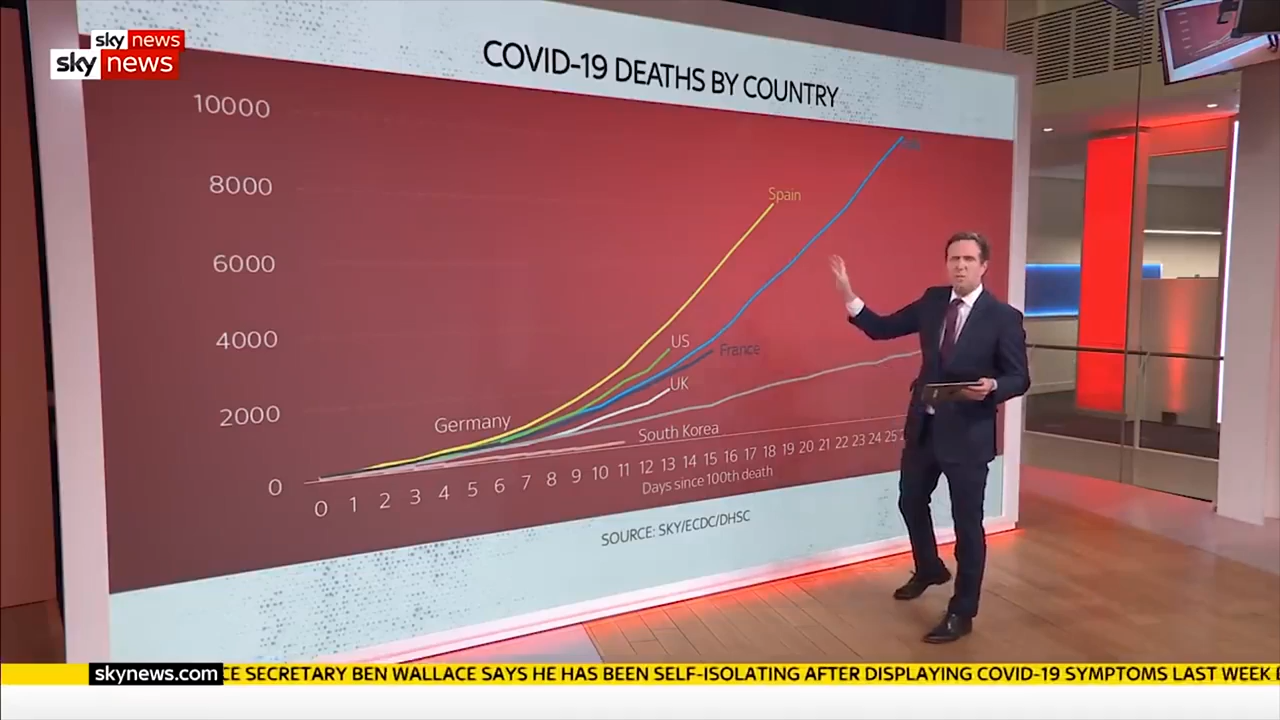 sky news
sky news
COVID-19 DEATHS BY COUNTRY
10000
8000
6000
4000
2000
0
Spain
US
France
UK
Germany
South Korea
0 1 2 3 4 5 6 7 8 9 10 11 12 13 14 15 16 17 18 19 20 21 22 23 24 25
Days since 100th death
SOURCE: SKY/ECDC/DHSC
skynews.com
CE SECRETARY BEN WALLACE SAYS HE HAS BEEN SELF-ISOLATING AFTER DISPLAYING COVID-19 SYMPTOMS LAST WEEK